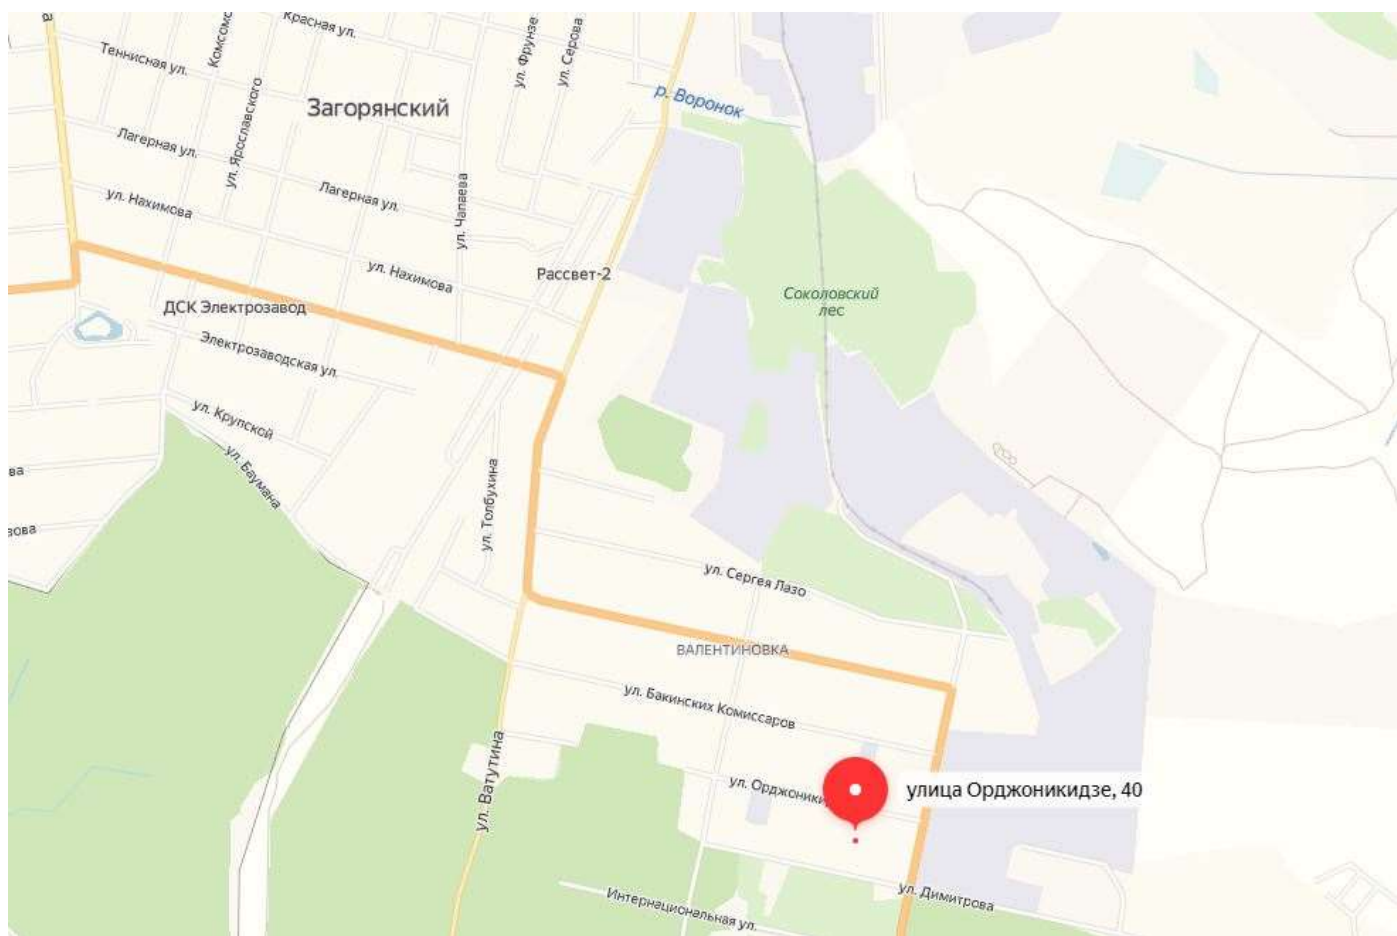 а
Красная ул.
Комсомо
ул. Фрунзе
ул. Серова
Теннисная ул.
р. Воронок
Загорянский
ул. Ярославского
Лагерная ул.
Лагерная ул.
ул. Чапаева
ул. Нахимова
ул. Нахимова
Рассвет-2
Соколовский
лес
ДСК Электрозавод
Электрозаводская ул.
ул. Крупской
ул. Баумана
ва
зова
ул. Толбухина
ул. Сергея Лазо
ВАЛЕНТИНОВКА
ул. Бакинских Комиссаров
ул. Ватутина
ул. Орджоники
улица Орджоникидзе, 40
ул. Димитрова
Интернациональная ул.